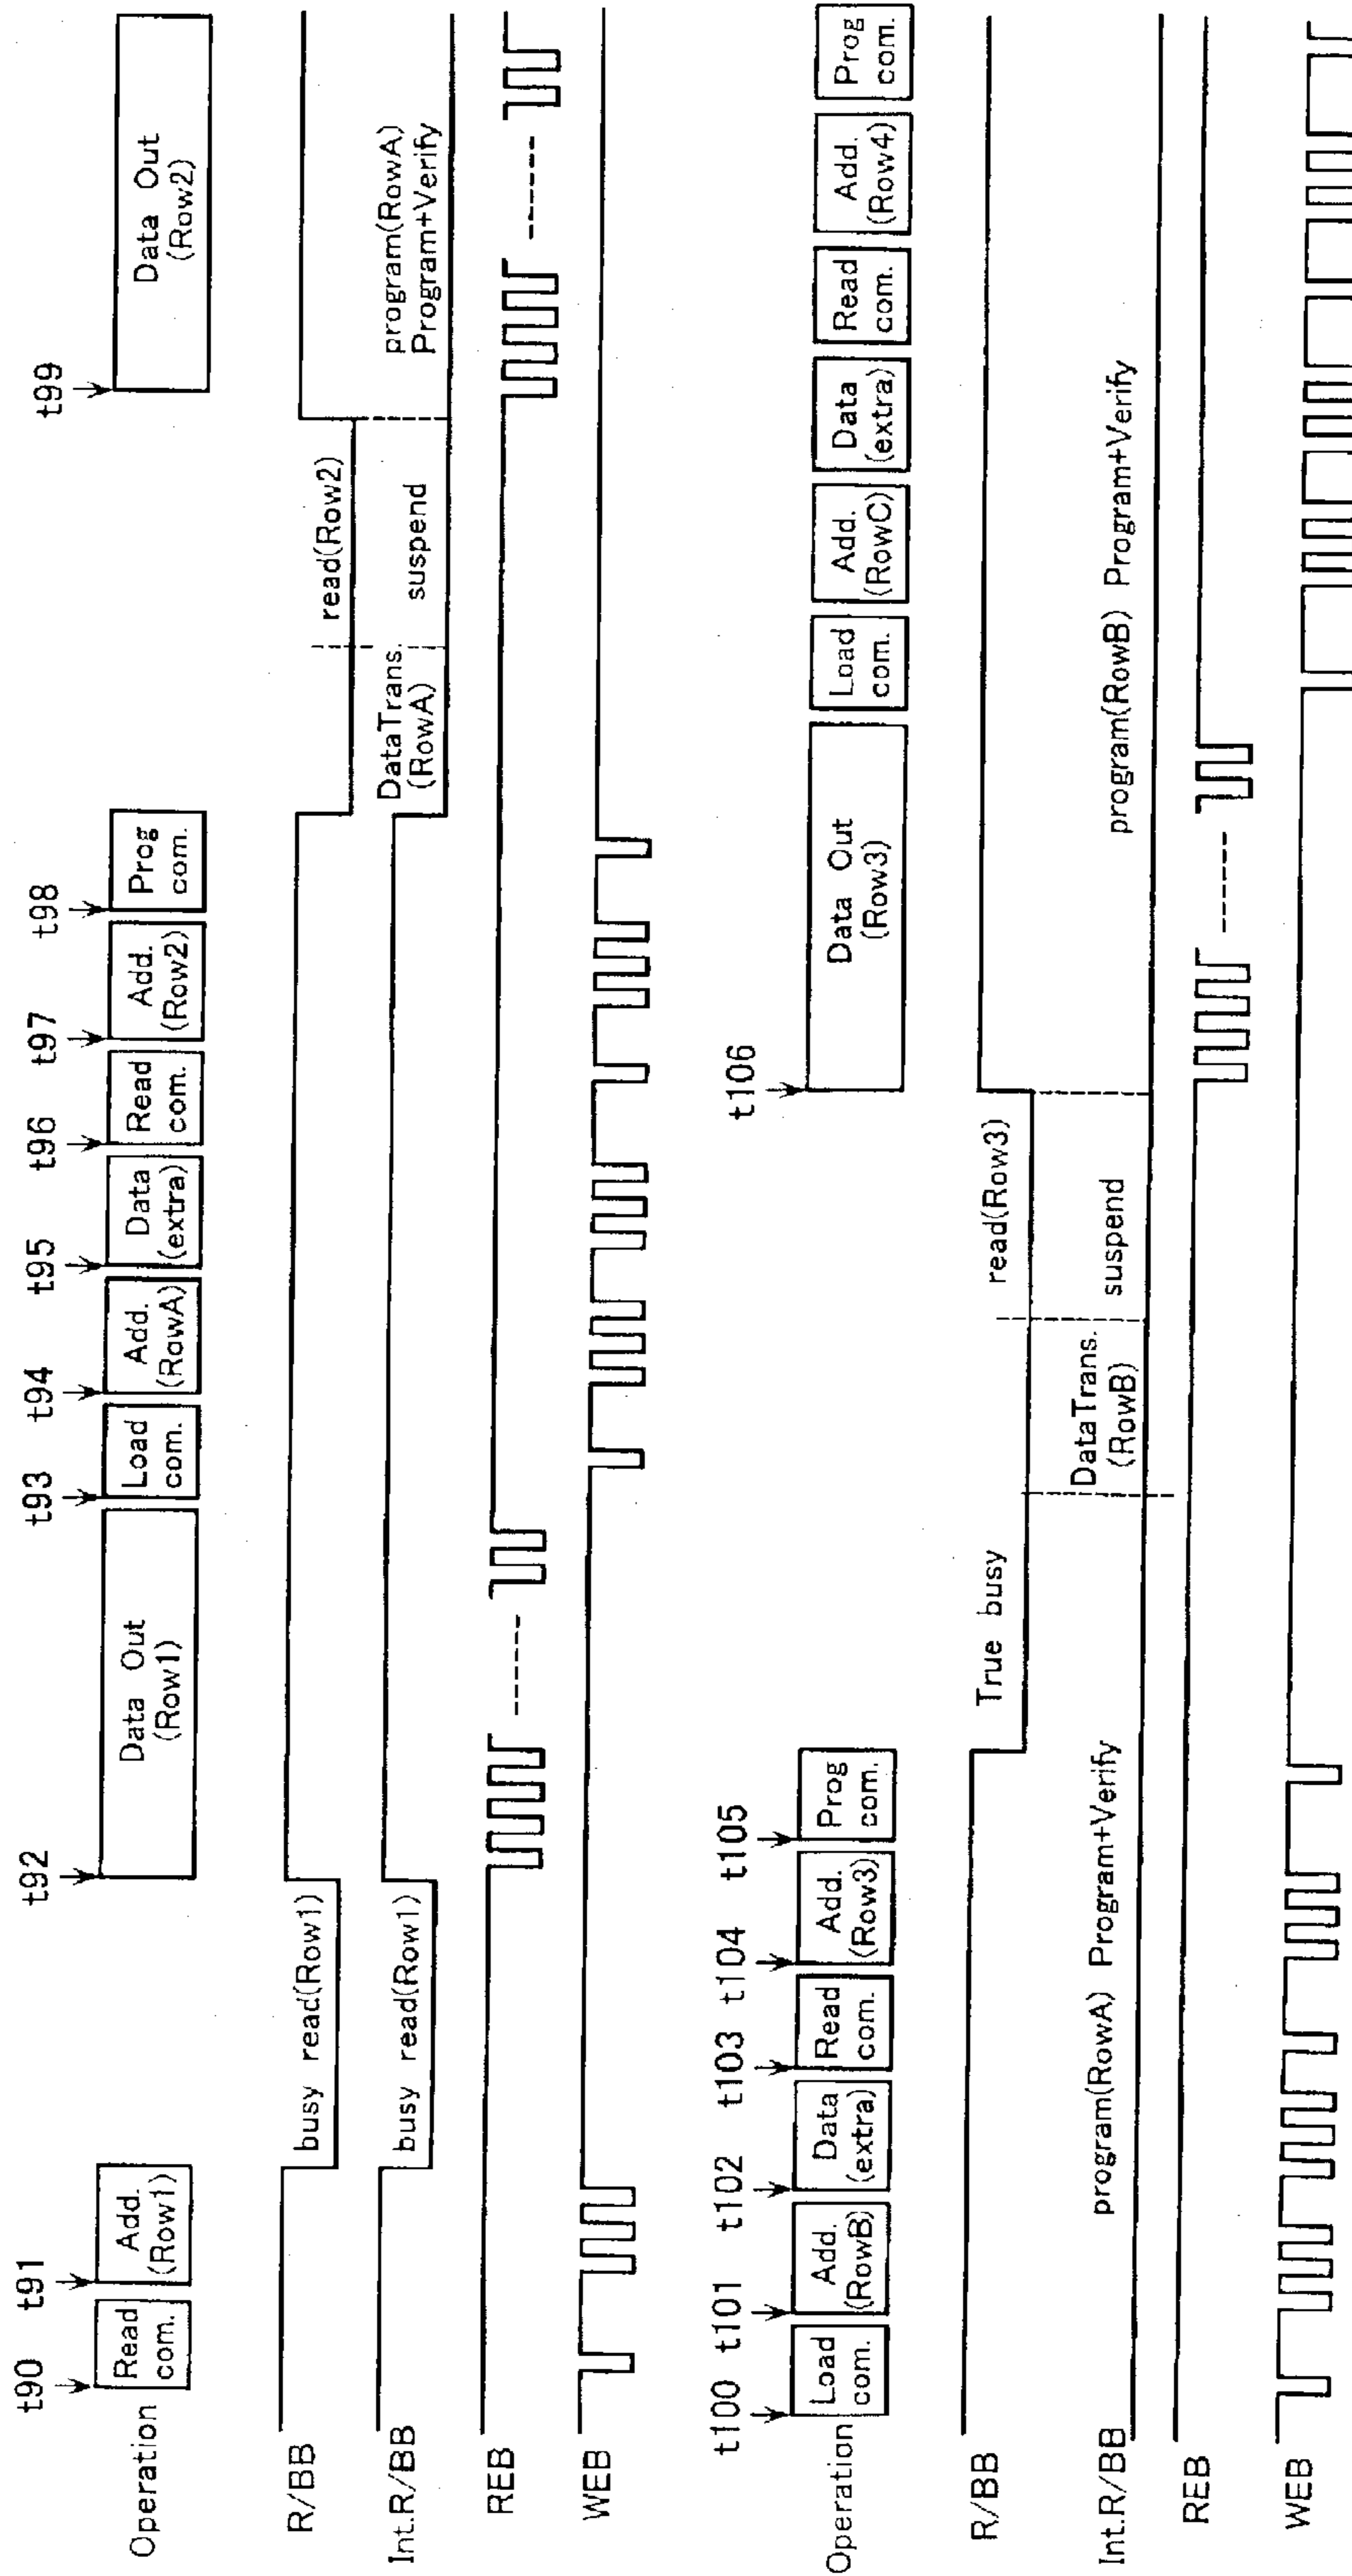 t90
t91
t92
t93
t94
t95
t96
t97
t98
t99
Operation
Read
com.
Add.
(Row1)
Data Out
(Row1)
Load
com.
Add.
(RowA)
Data
(extra)
Read
com.
Add.
(Row2)
Prog
com.
Data Out
(Row2)
R/BB
busy read(Row1)
read(Row2)
Int.R/BB
busy read(Row1)
DataTrans.
(RowA)
suspend
program(RowA)
Program+Verify
REB
WEB
t100
t101
t102
t103
t104
t105
t106
Operation
Load
com.
Add.
(RowB)
Data
(extra)
Read
com.
Add.
(Row3)
Prog
com.
Data Out
(Row3)
Load
com.
Add.
(RowC)
Data
(extra)
Read
com.
Add.
(Row4)
Prog
com.
R/BB
True busy
read(Row3)
Int.R/BB
program(RowA) Program+Verify
DataTrans.
(RowB)
suspend
program(RowB) Program+Verify
REB
WEB